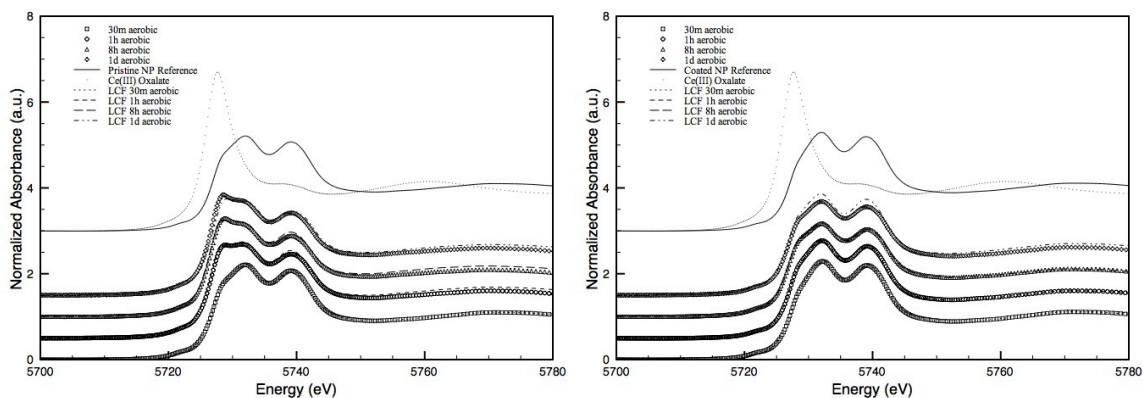 8
6
4
2
0
Normalized Absorbance (a.u.)
30m aerobic
1h aerobic
8h aerobic
1d aerobic
Pristine NP Reference
Ce(III) Oxalate
LCF 30m aerobic
LCF 1h aerobic
LCF 8h aerobic
LCF 1d aerobic
5700 5720 5740 5760 5780
Energy (eV)
8
6
4
2
0
Normalized Absorbance (a.u.)
30m aerobic
1h aerobic
8h aerobic
1d aerobic
Coated NP Reference
Ce(III) Oxalate
LCF 30m aerobic
LCF 1h aerobic
LCF 8h aerobic
LCF 1d aerobic
5700 5720 5740 5760 5780
Energy (eV)